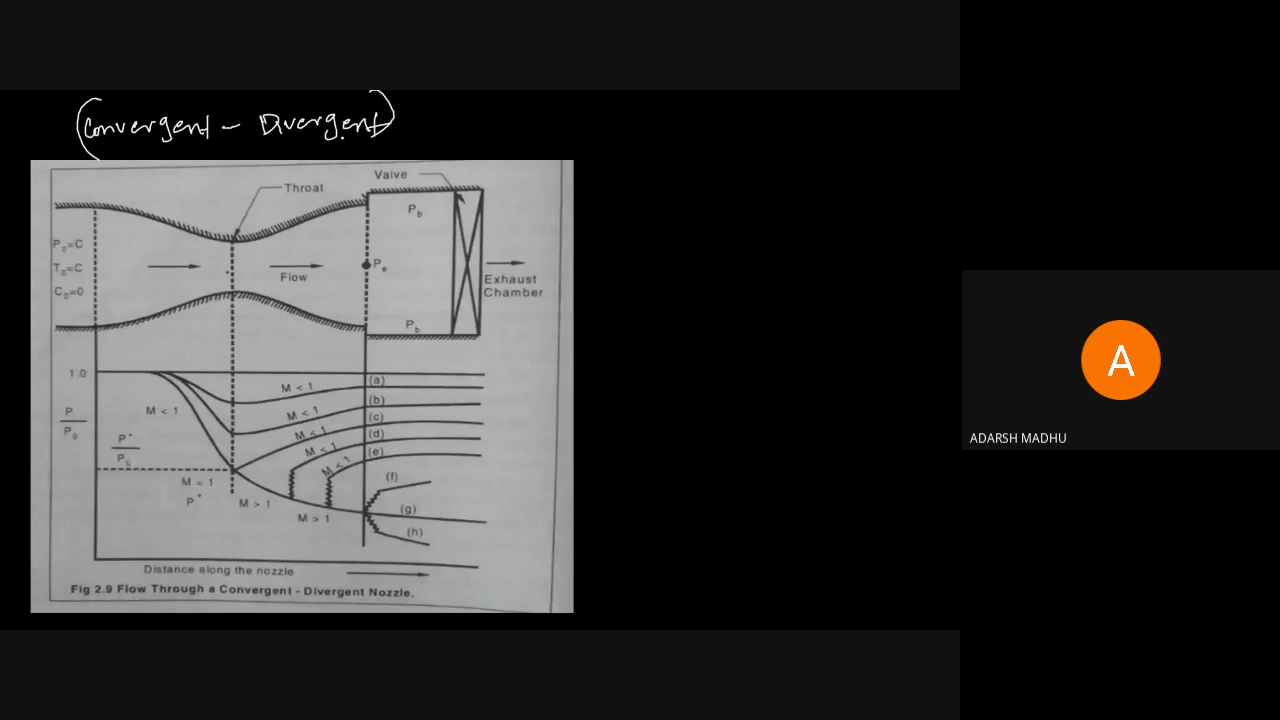 (Convergent - Divergent)
Valve
Throat
P_b
P_0=C
T_0=C
C_0=0
P_e
Flow
Exhaust
Chamber
P_b
1.0
(a)
M < 1
(b)
M < 1
M < 1
(c)
M < 1
P
P_0
(d)
M < 1
P*
P_0
(e)
M < 1
(f)
M = 1
P*
M > 1
(g)
M > 1
(h)
Distance along the nozzle
Fig 2.9 Flow Through a Convergent - Divergent Nozzle.
A
ADARSH MADHU